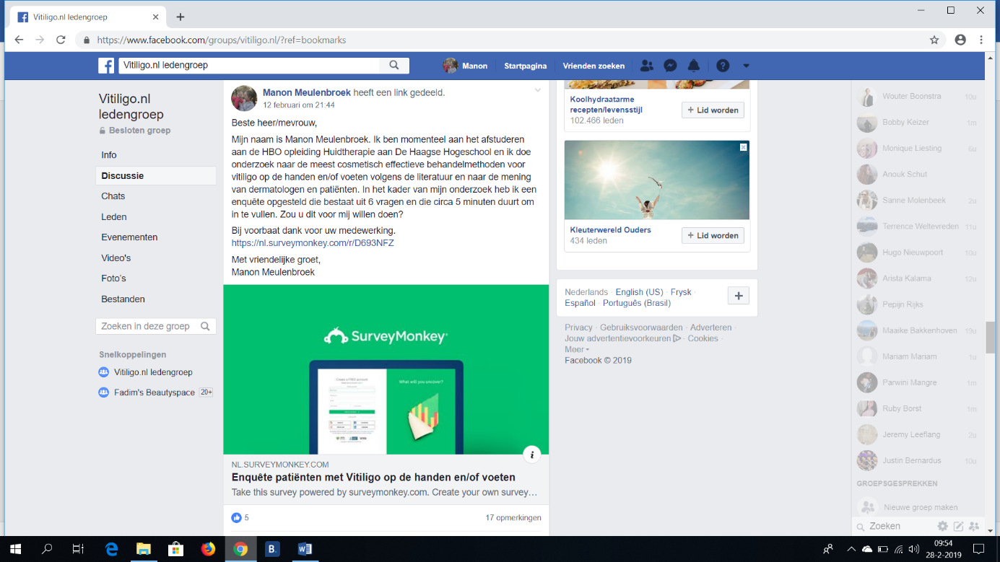 Vitiligo.nl ledengroep
https://www.facebook.com/groups/vitiligo.nl/?ref=bookmarks
Vitiligo.nl ledengroep
Manon
Startpagina
Vrienden zoeken
Vitiligo.nl
ledengroep
Besloten groep
Info
Discussie
Chats
Leden
Evenementen
Video's
Foto's
Bestanden
Zoeken in deze groep
Snelkoppelingen
Vitiligo.nl ledengroep
Fadim's Beautyspace 20+
Manon Meulenbroek heeft een link gedeeld.
12 februari om 21:44
Beste heer/mevrouw,
Mijn naam is Manon Meulenbroek. Ik ben momenteel aan het afstuderen
aan de HBO opleiding Huidtherapie aan De Haagse Hogeschool en ik doe
onderzoek naar de meest cosmetisch effectieve behandelmethoden voor
vitiligo op de handen en/of voeten volgens de literatuur en naar de mening
van dermatologen en patiënten. In het kader van mijn onderzoek heb ik een
enquête opgesteld die bestaat uit 6 vragen en die circa 5 minuten duurt om
in te vullen. Zou u dit voor mij willen doen?
Bij voorbaat dank voor uw medewerking.
https://nl.surveymonkey.com/r/D693NFZ
Met vriendelijke groet,
Manon Meulenbroek
SurveyMonkey
Create a FREE account
What will you uncover?
NL.SURVEYMONKEY.COM
Enquête patiënten met Vitiligo op de handen en/of voeten
Take this survey powered by surveymonkey.com. Create your own survey…
5
17 opmerkingen
Koolhydraatarme
recepten/levensstijl
102.466 leden
+ Lid worden
Kleuterwereld Ouders
434 leden
+ Lid worden
Nederlands · English (US) · Frysk ·
Español · Português (Brasil)
Privacy · Gebruiksvoorwaarden · Adverteren ·
Jouw advertentievoorkeuren · Cookies ·
Meer
Facebook © 2019
Wouter Boonstra 10u
Bobby Keizer 1m
Monique Liesting 6u
Anouk Schut
Sanne Molenbeek 2u
Terrence Weltevreden 11u
Hugo Nieuwpoort 10u
Arista Kalama 12u
Pepijn Rijks
Maaike Bakkenhoven 19u
Mariam Mariam 1u
Parwini Mangre 1m
Ruby Borst 1m
Jeremy Leeflang 2u
Justin Bernardus 10u
GROEPSGESPREKKEN
Nieuwe groep maken
Zoeken
B.
09:54
28-2-2019